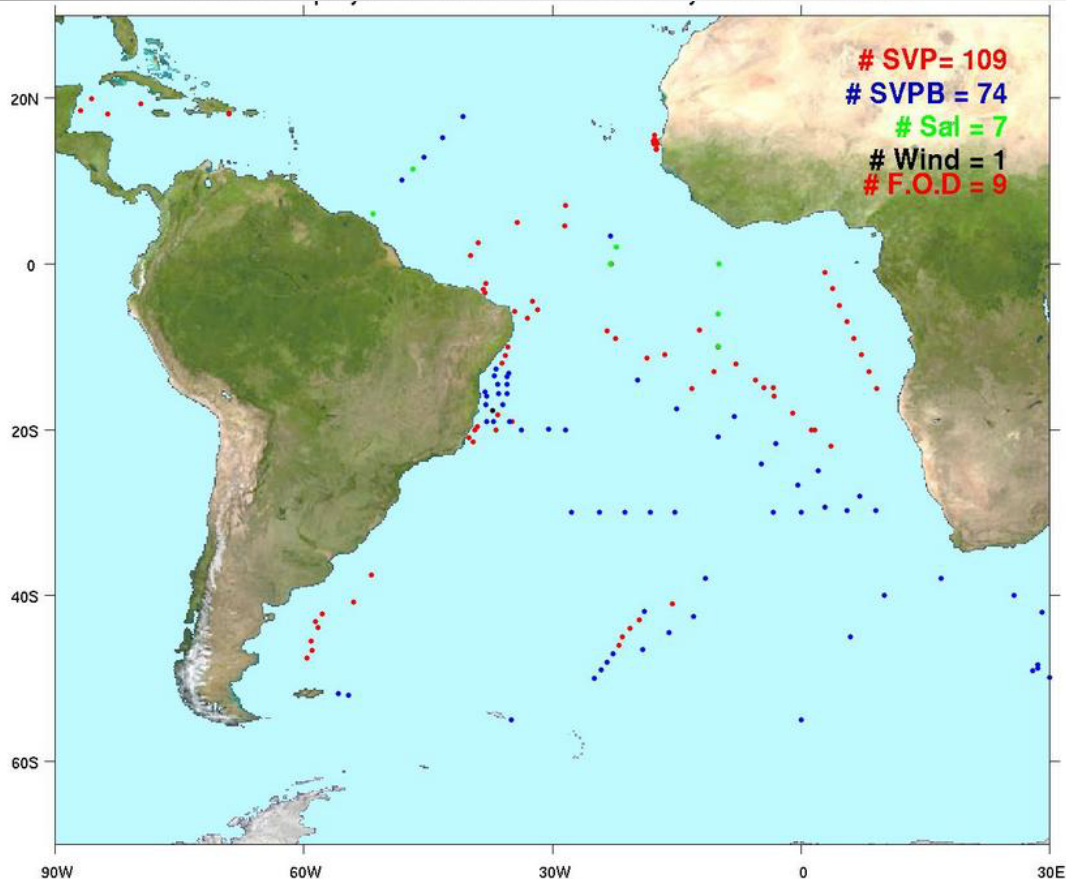 # SVP= 109
# SVPB = 74
# Sal = 7
# Wind = 1
# F.O.D = 9
20N
0
20S
40S
60S
90W 60W 30W 0 30E